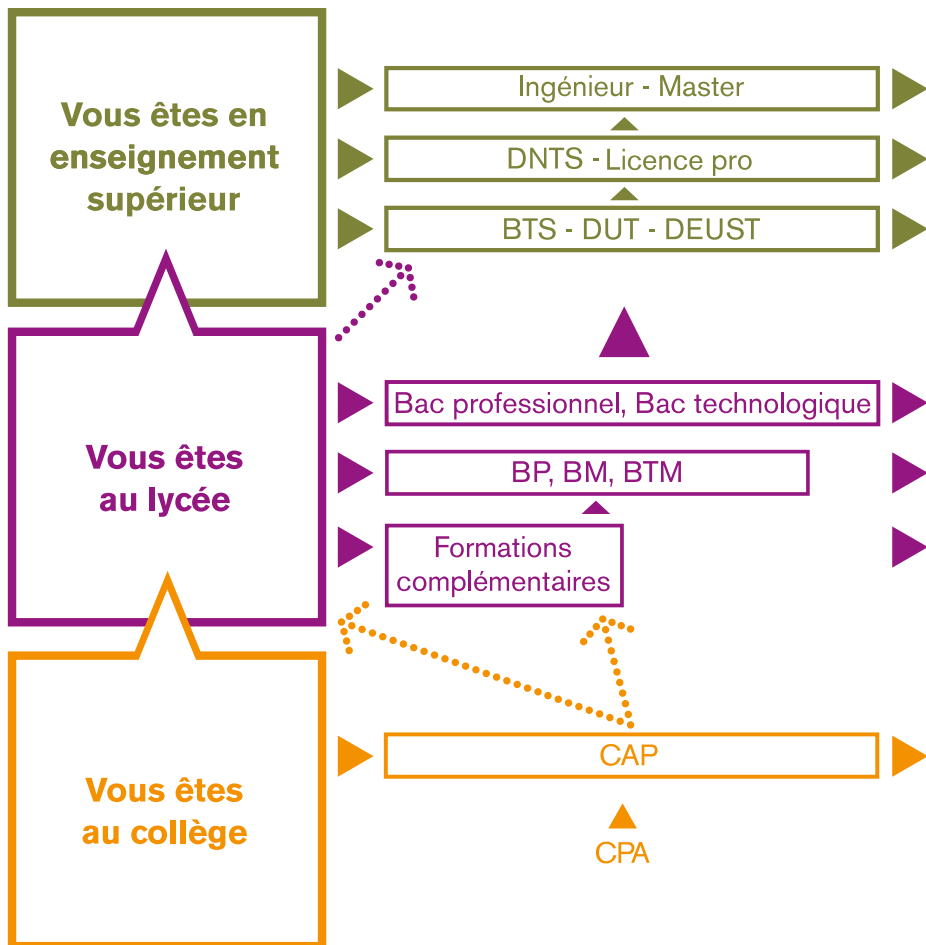 Vous êtes en
enseignement
supérieur
Ingénieur - Master
DNTS - Licence pro
BTS - DUT - DEUST
Vous êtes
au lycée
Bac professionnel, Bac technologique
BP, BM, BTM
Formations
complémentaires
Vous êtes
au collège
CAP
CPA